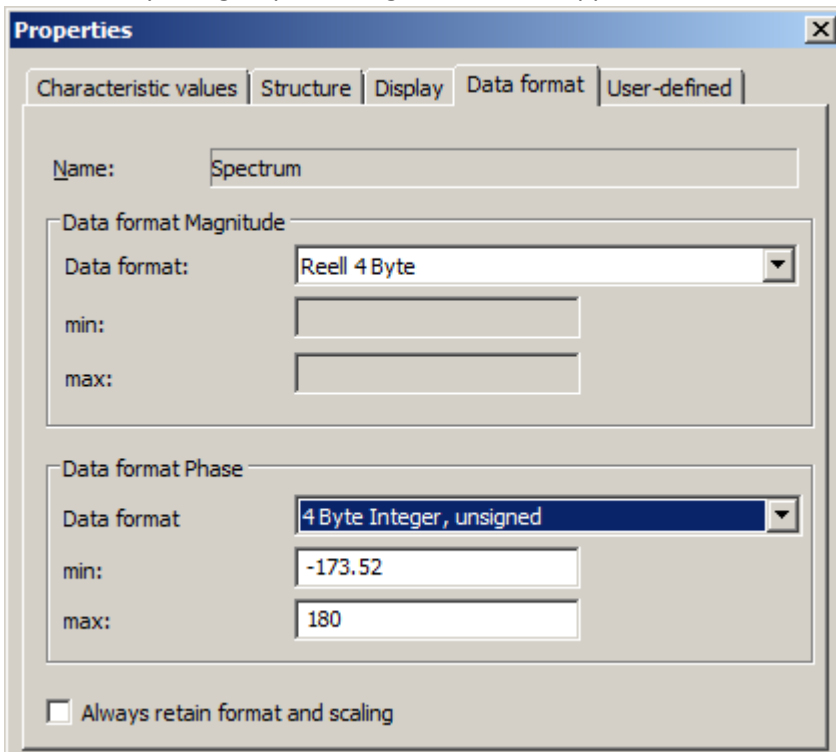 Properties
Characteristic values Structure Display Data format User-defined
Name: Spectrum
Data format Magnitude
Data format: Reell 4 Byte
min:
max:
Data format Phase
Data format 4 Byte Integer, unsigned
min: -173.52
max: 180
Always retain format and scaling